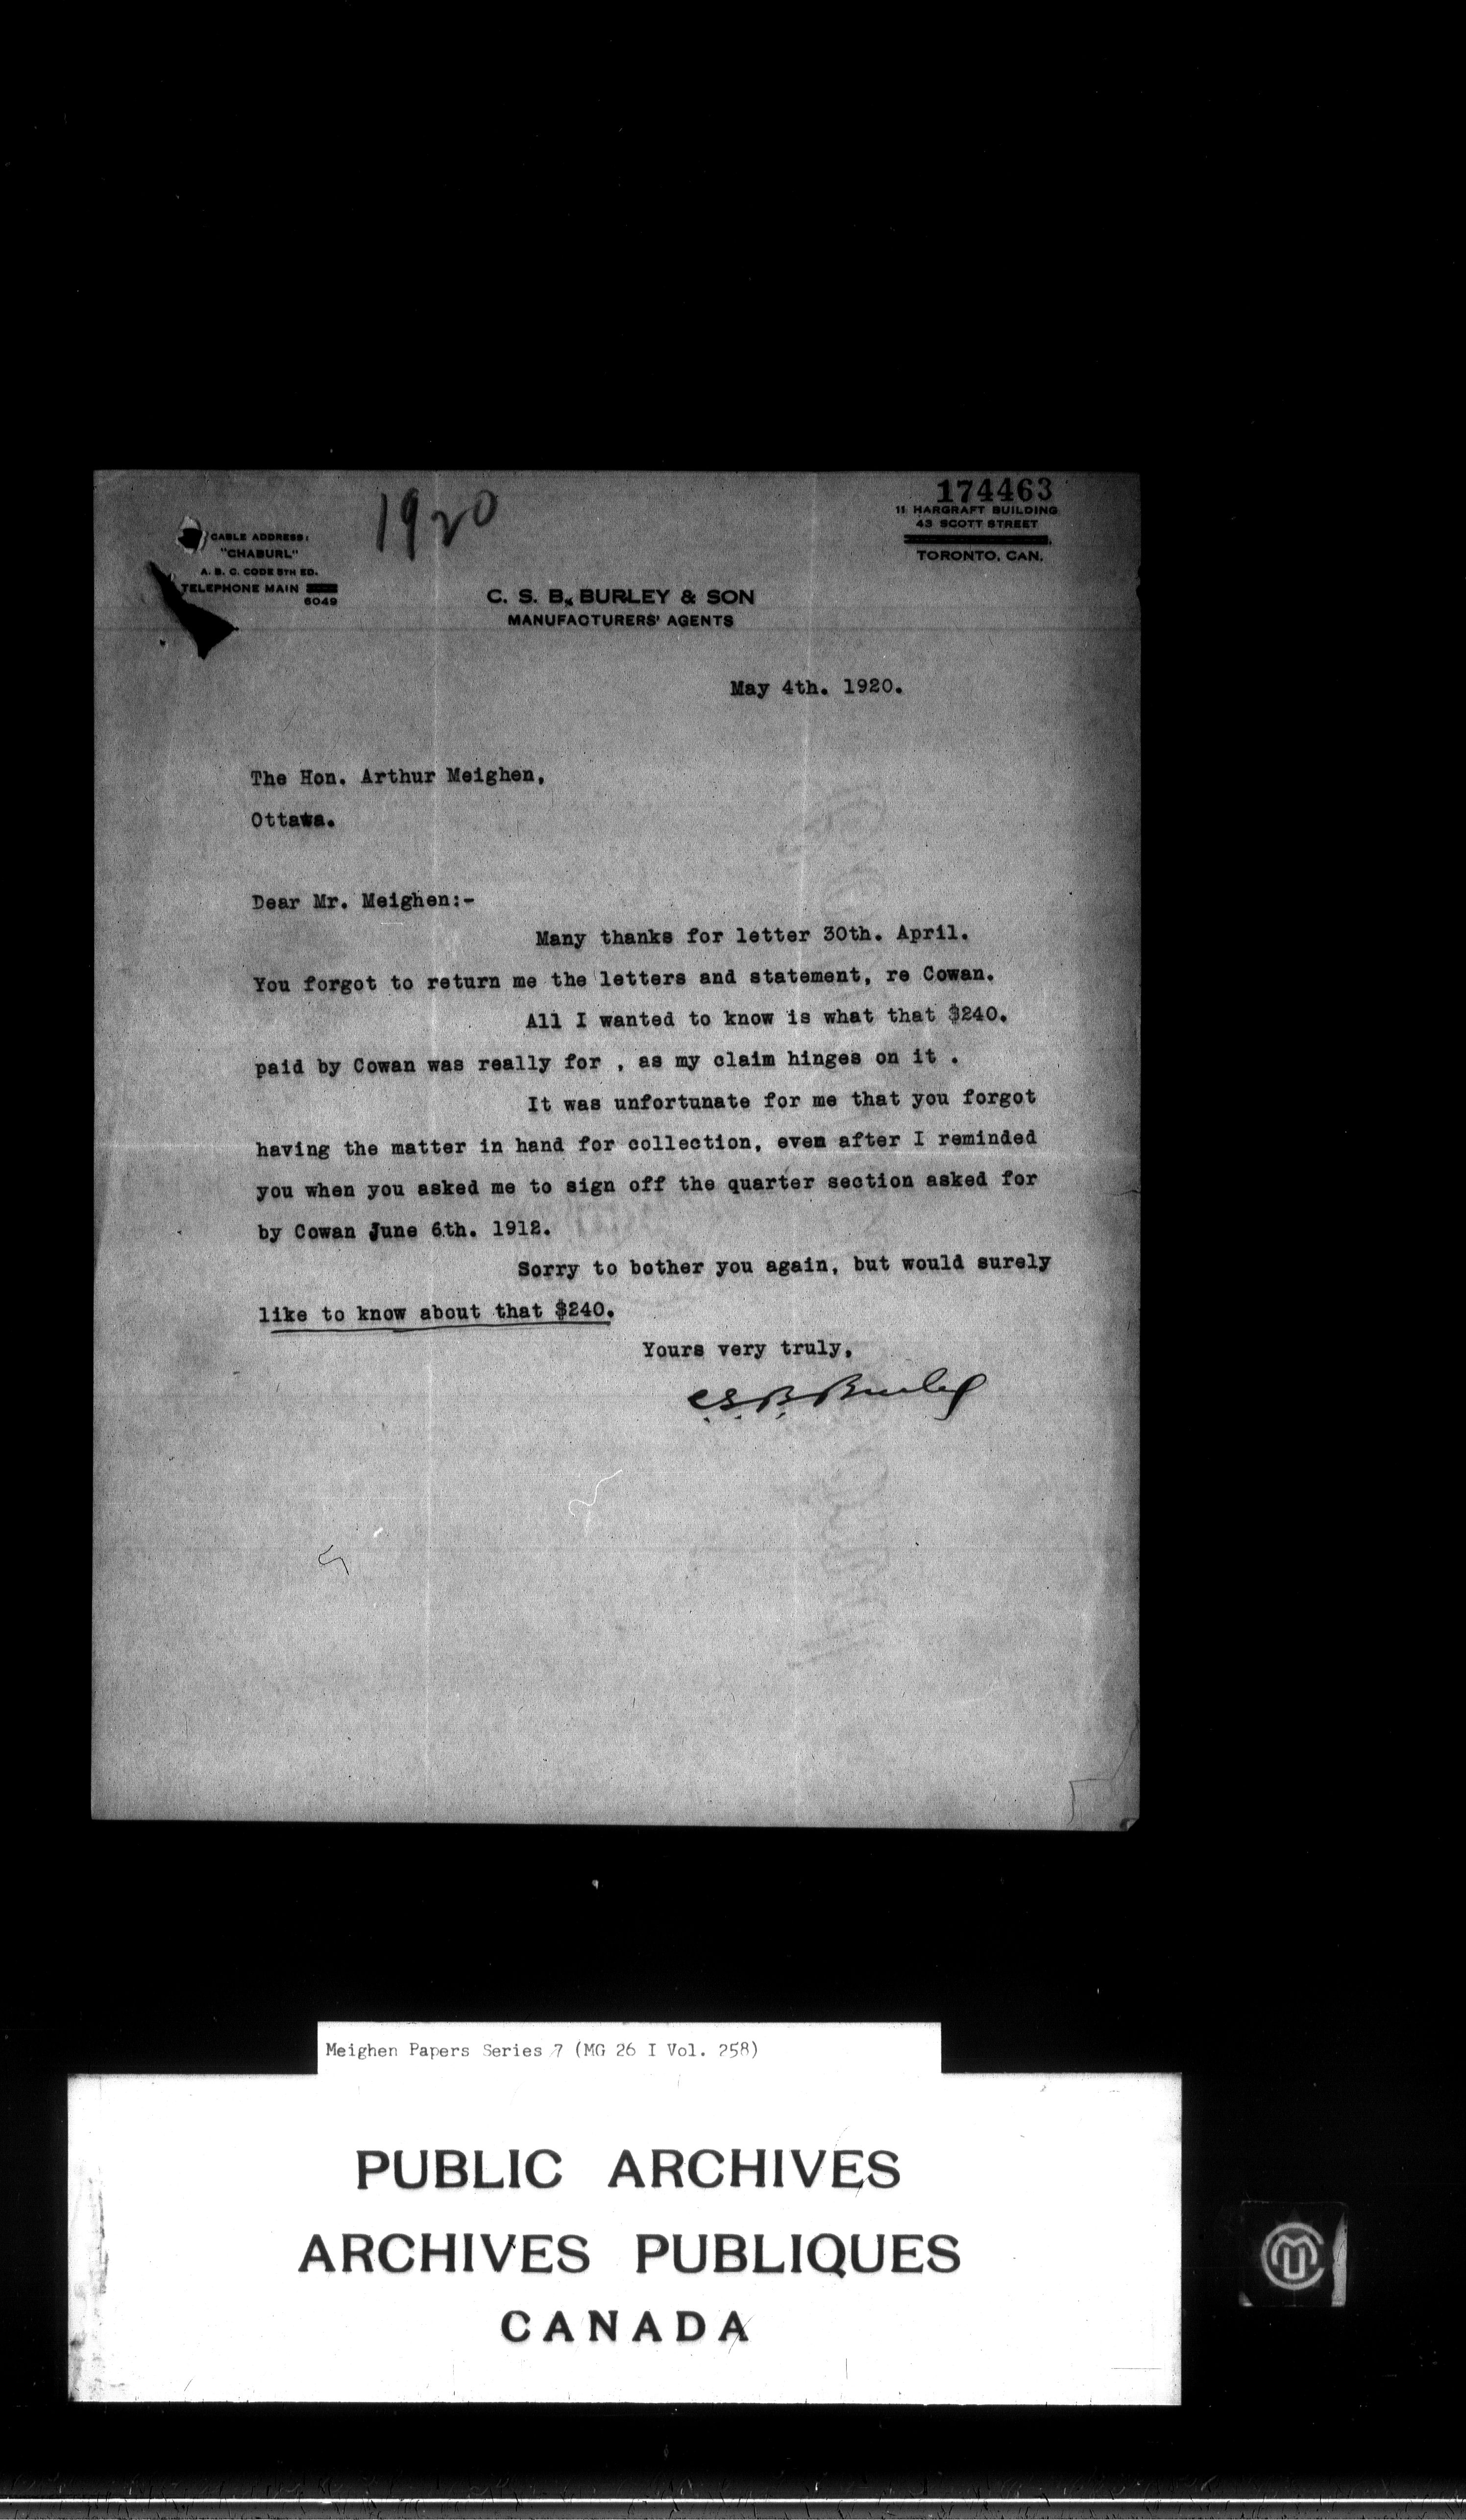 1920
174463
11 HARGRAFT BUILDING
43 SCOTT STREET
TORONTO, CAN.
CABLE ADDRESS:
"CHABURL"
A. B. C. CODE 5TH ED.
TELEPHONE MAIN
6049
C. S. B. BURLEY & SON
MANUFACTURERS' AGENTS
May 4th. 1920.
The Hon. Arthur Meighen,
Ottawa.
Dear Mr. Meighen:-
Many thanks for letter 30th. April.
You forgot to return me the letters and statement, re Cowan.
All I wanted to know is what that $240.
paid by Cowan was really for , as my claim hinges on it .
It was unfortunate for me that you forgot
having the matter in hand for collection, even after I reminded
you when you asked me to sign off the quarter section asked for
by Cowan June 6th. 1912.
Sorry to bother you again, but would surely
like to know about that $240.
Yours very truly,
C.S.B. Burley
Meighen Papers Series 7 (MG 26 I Vol. 258)
PUBLIC ARCHIVES
ARCHIVES PUBLIQUES
CANADA